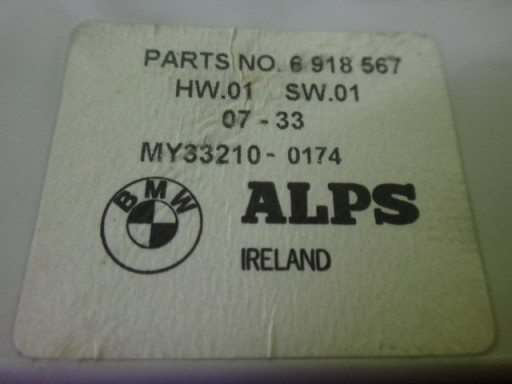 PARTS NO. 6 918 567
HW.01 SW.01
07 - 33
MY33210- 0174
BMW
ALPS
IRELAND